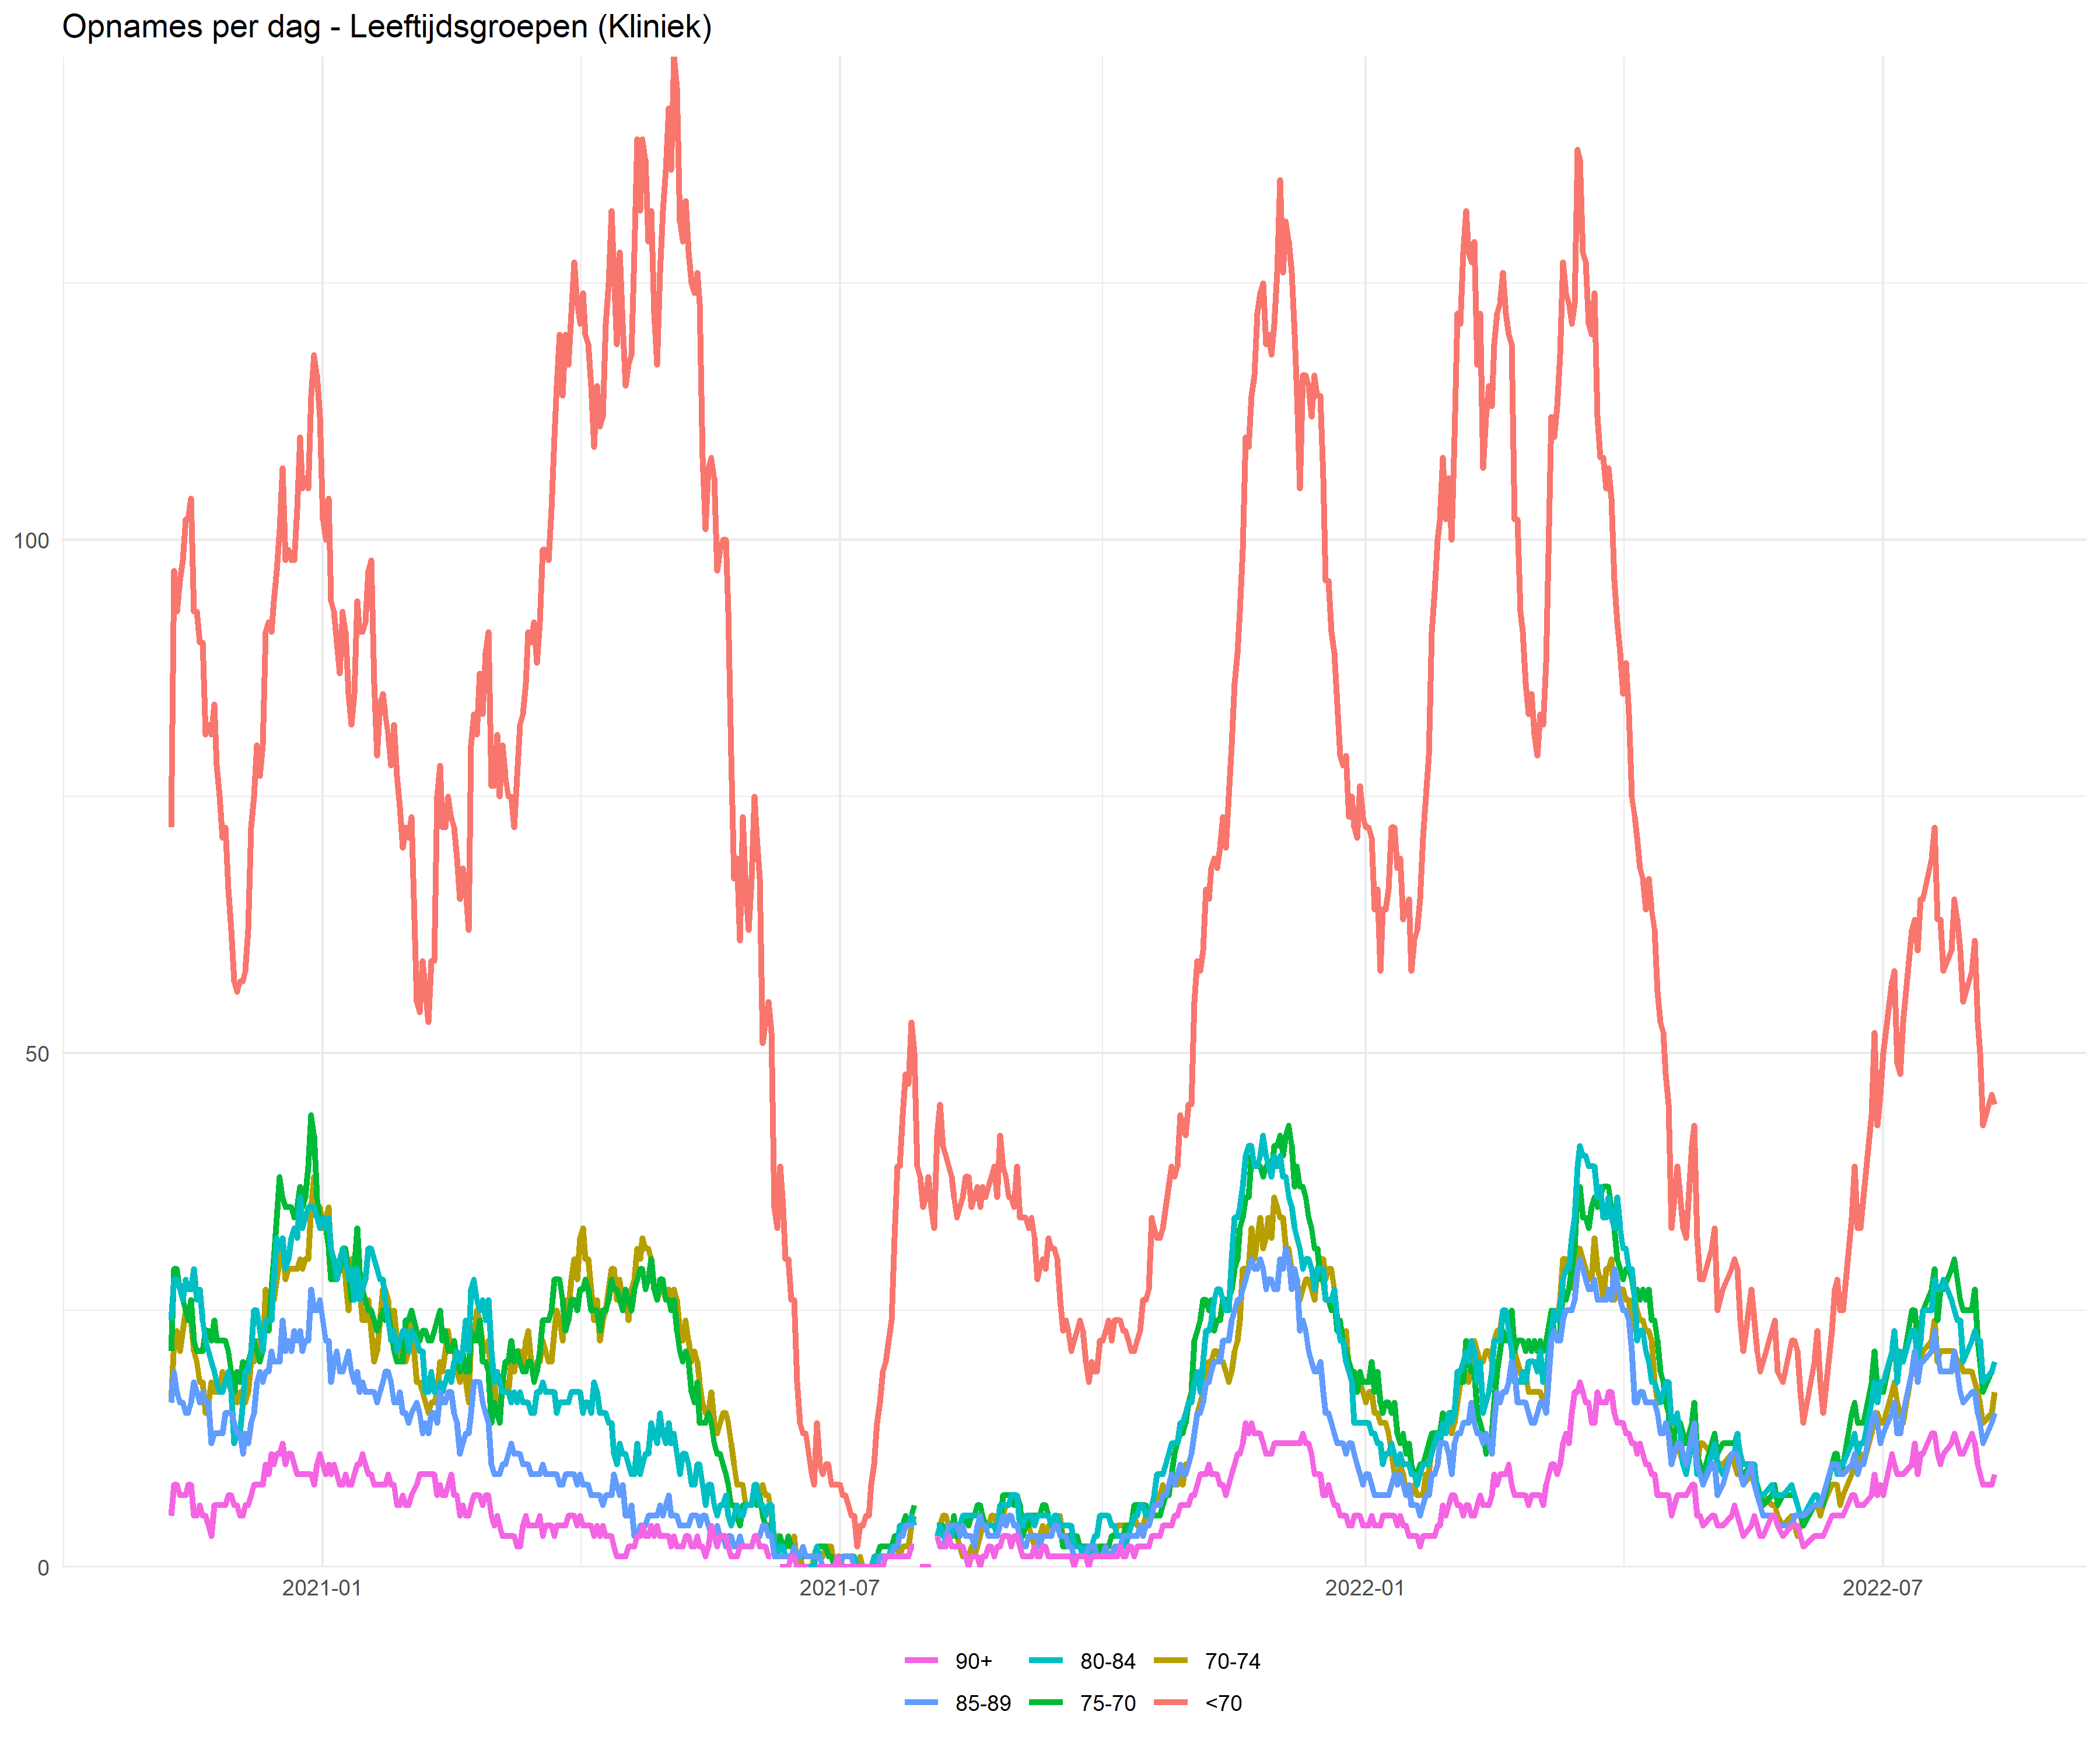 Opnames per dag - Leeftijdsgroepen (Kliniek)
100
50
0
2021-01 2021-07 2022-01 2022-07
90+ 80-84 70-74
85-89 75-70 <70